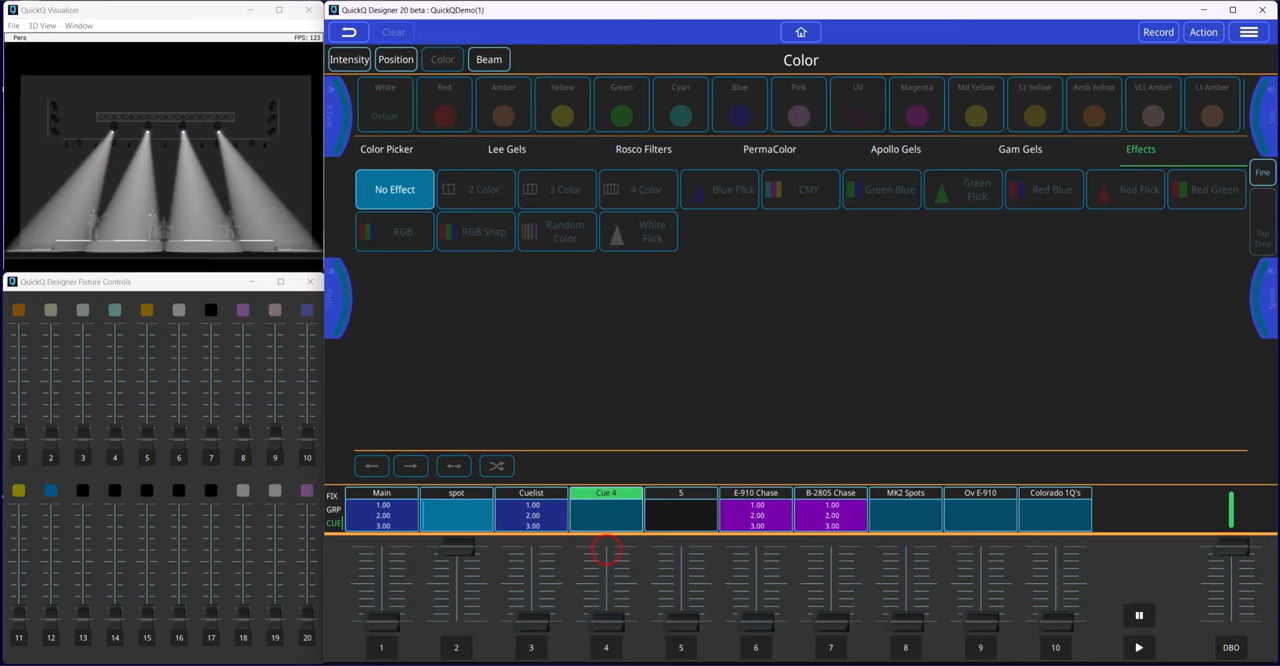 QuickQ Visualizer
File 3D View Window
Pers FPS: 123
QuickQ Designer Fixture Controls
1 2 3 4 5 6 7 8 9 10
11 12 13 14 15 16 17 18 19 20
QuickQ Designer 20 beta : QuickQDemo(1)
Clear Record Action
Intensity Position Color Beam Color
White Red Amber Yellow Green Cyan Blue Pink UV Magenta Md Yellow Lt Yellow Amb Yellow VLt Amber Lt Amber
Default
Color Picker Lee Gels Rosco Filters PermaColor Apollo Gels Gam Gels Effects
No Effect 2 Color 3 Color 4 Color Blue Flick CMY Green Blue Green Flick Red Blue Red Flick Red Green
RGB RGB Snap Random Color White Flick
Fine
Tap Time
Speed
FIX Main spot Cuelist Cue 4 5 E-910 Chase B-2805 Chase MK2 Spots Ov E-910 Colorado 1Q's
GRP 1.00 1.00 1.00 1.00
2.00 2.00 2.00 2.00
CUE 3.00 3.00 3.00 3.00
1 2 3 4 5 6 7 8 9 10 DBO